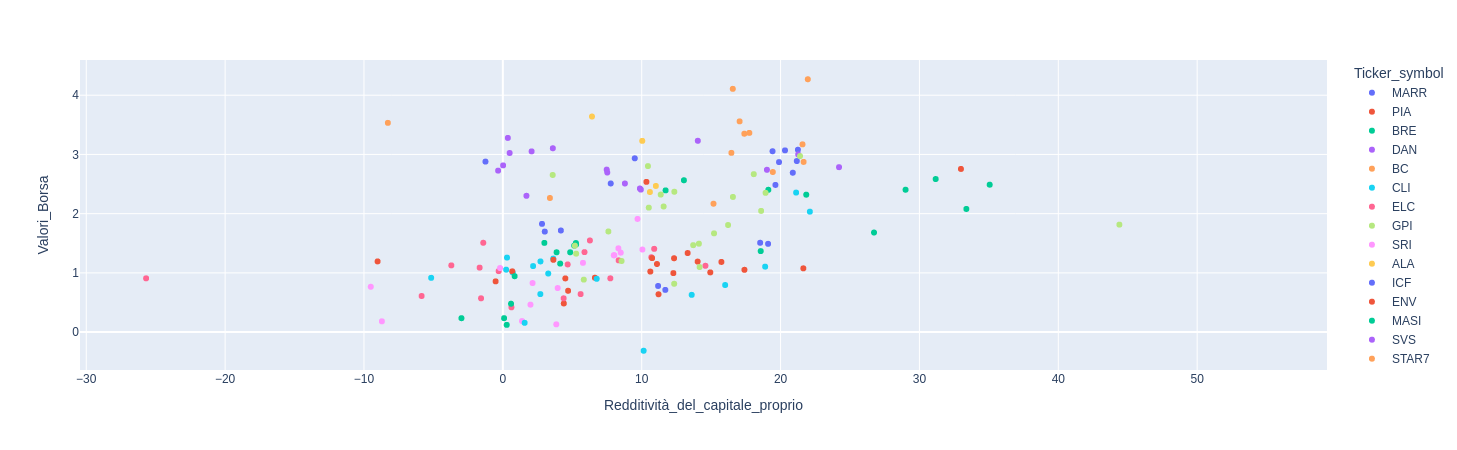 Ticker_symbol
MARR
PIA
BRE
DAN
BC
CLI
ELC
GPI
SRI
ALA
ICF
ENV
MASI
SVS
STAR7
Valori_Borsa
4
3
2
1
0
−30 −20 −10 0 10 20 30 40 50
Redditività_del_capitale_proprio